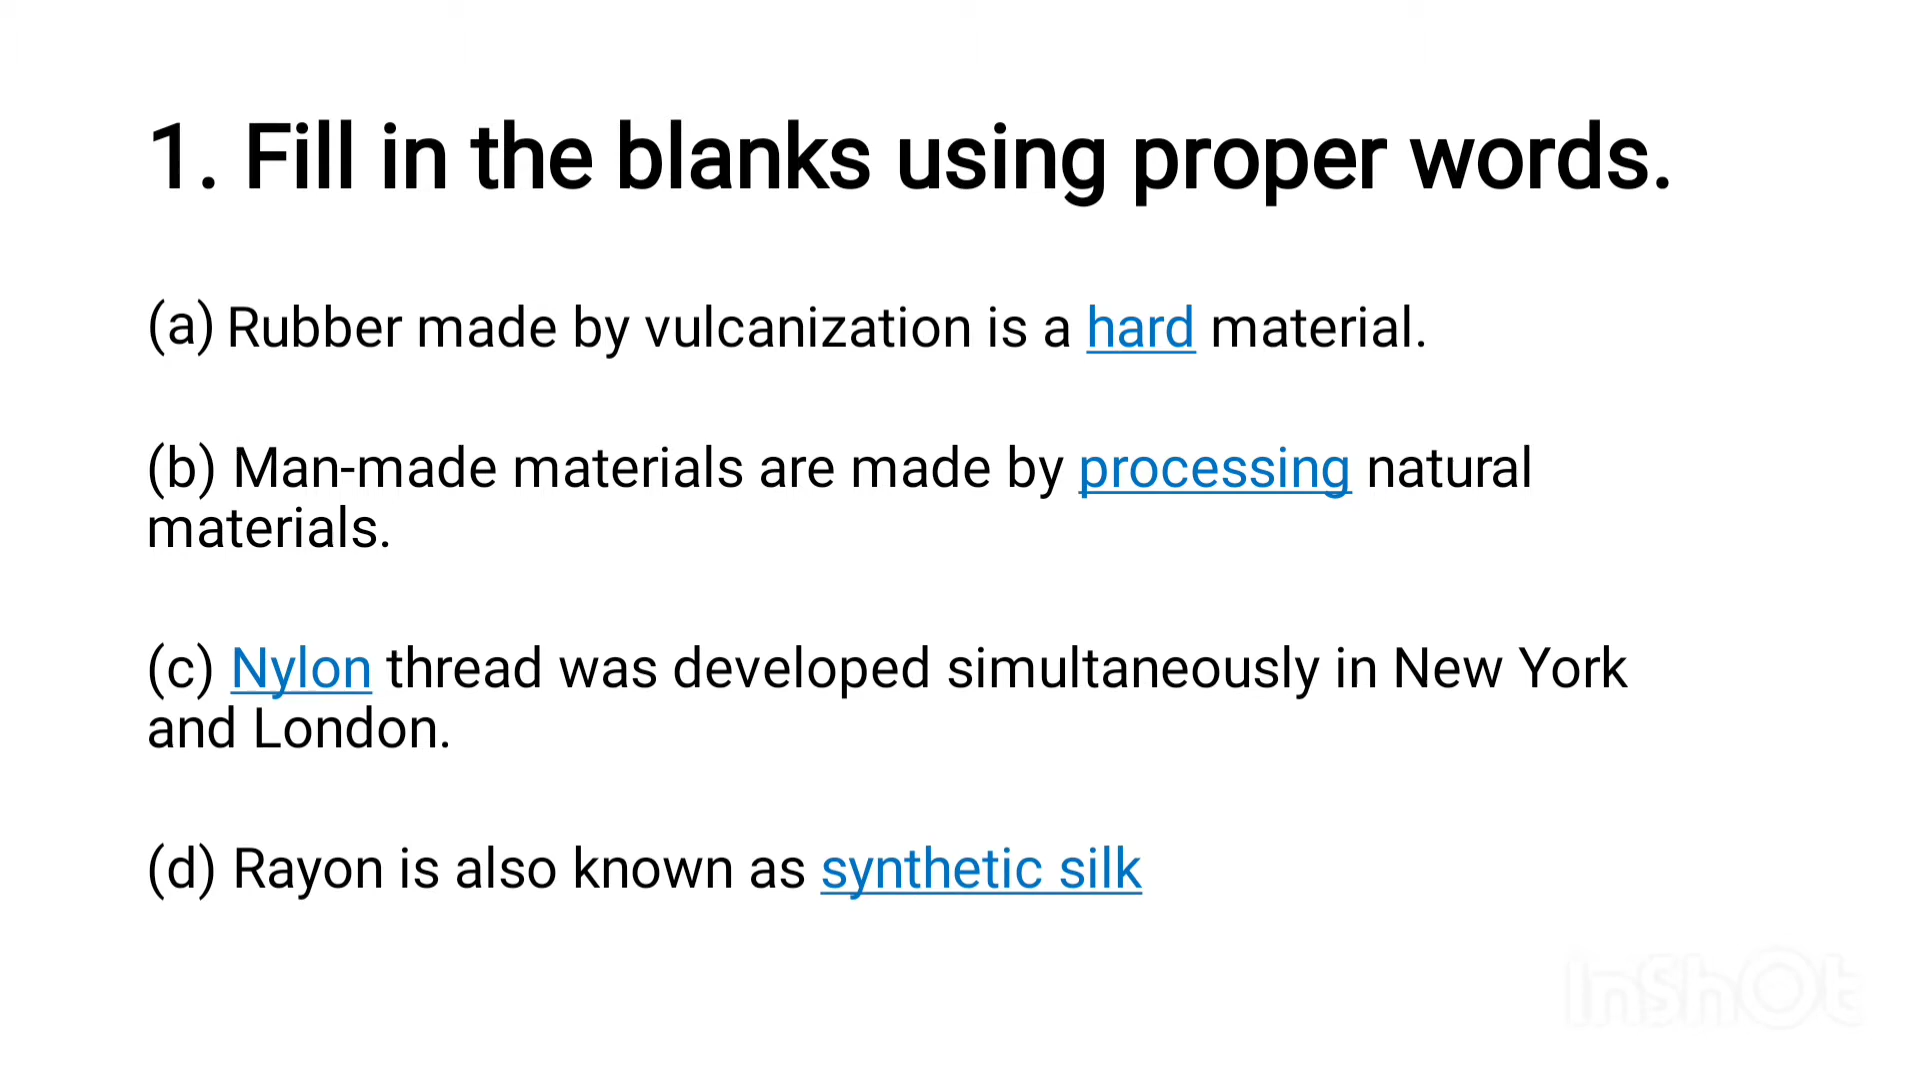 1. Fill in the blanks using proper words.
(a) Rubber made by vulcanization is a hard material.
(b) Man-made materials are made by processing natural
materials.
(c) Nylon thread was developed simultaneously in New York
and London.
(d) Rayon is also known as synthetic silk
InShOt